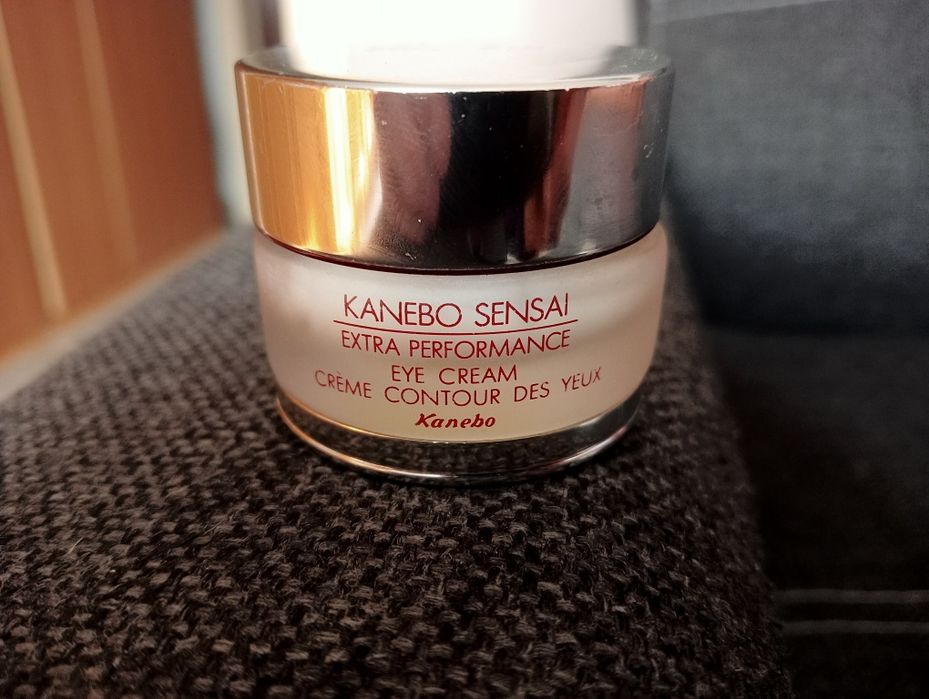 KANEBO SENSAI
EXTRA PERFORMANCE
EYE CREAM
CRÈME CONTOUR DES YEUX
Kanebo